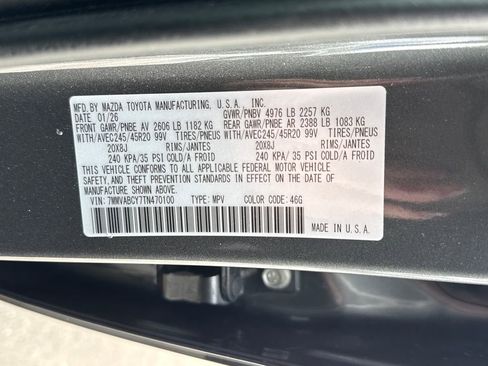 MFD. BY MAZDA TOYOTA MANUFACTURING, U.S.A., INC.
DATE 01/26 GVWR/PNBV 4976 LB 2257 KG
FRONT GAWR/PNBE AV 2606 LB 1182 KG REAR GAWR/PNBE AR 2388 LB 1083 KG
WITH/AVEC245/45R20 99V TIRES/PNEUS WITH/AVEC245/45R20 99V TIRES/PNEUS
20X8J RIMS/JANTES 20X8J RIMS/JANTES
240 KPA/ 35 PSI COLD/A FROID 240 KPA/ 35 PSI COLD/A FROID
THIS VEHICLE CONFORMS TO ALL APPLICABLE FEDERAL MOTOR VEHICLE
SAFETY, AND THEFT PREVENTION STANDARDS IN EFFECT ON THE DATE OF
MANUFACTURE SHOWN ABOVE.
VIN: 7MMVABCY7TN470100 TYPE: MPV COLOR CODE: 46G
MADE IN U.S.A.